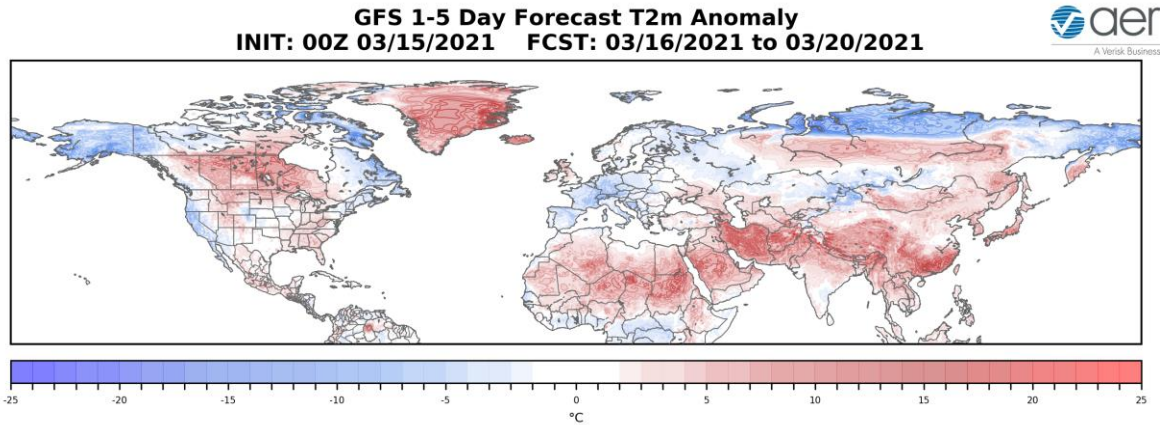 GFS 1-5 Day Forecast T2m Anomaly
INIT: 00Z 03/15/2021 FCST: 03/16/2021 to 03/20/2021
aer
A Verisk Business
-25 -20 -15 -10 -5 0 5 10 15 20 25
°C